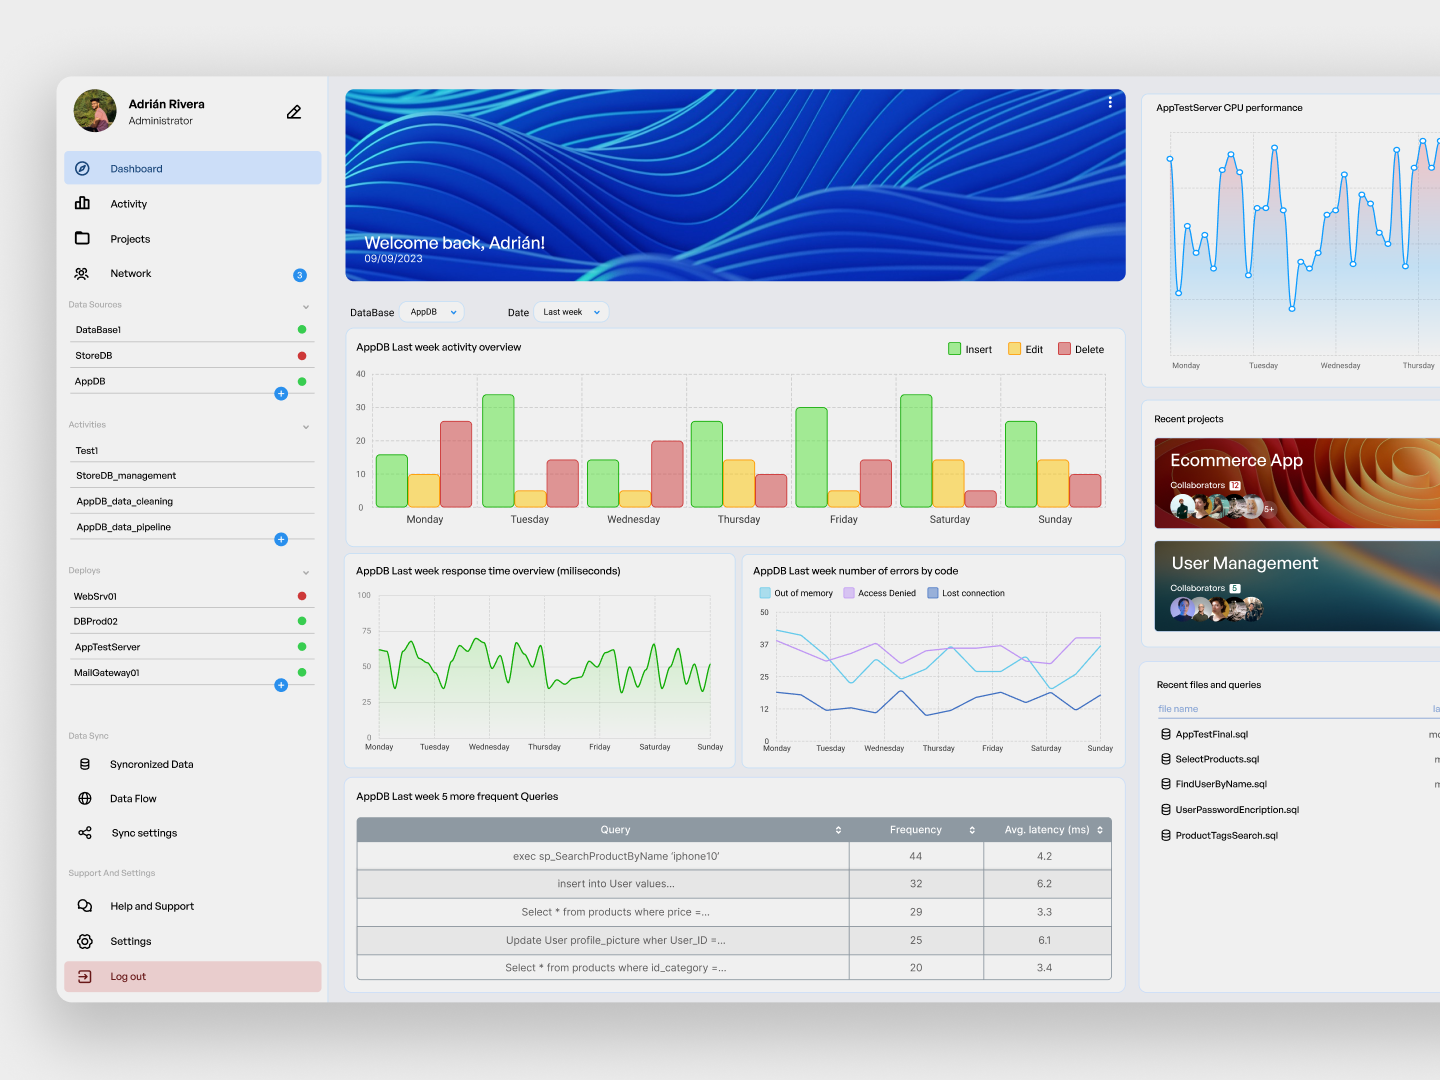 Adrián Rivera
Administrator
Dashboard
Activity
Projects
Network
3
Data Sources
DataBase1
StoreDB
AppDB
Activities
Test1
StoreDB_management
AppDB_data_cleaning
AppDB_data_pipeline
Deploys
WebSrv01
DBProd02
AppTestServer
MailGateway01
Data Sync
Syncronized Data
Data Flow
Sync settings
Support And Settings
Help and Support
Settings
Log out
Welcome back, Adrián!
09/09/2023
DataBase AppDB Date Last week
AppDB Last week activity overview
Insert Edit Delete
40
30
20
10
0
Monday Tuesday Wednesday Thursday Friday Saturday Sunday
AppDB Last week response time overview (miliseconds)
100
75
50
25
0
Monday Tuesday Wednesday Thursday Friday Saturday Sunday
AppDB Last week number of errors by code
Out of memory Access Denied Lost connection
50
37
25
12
0
Monday Tuesday Wednesday Thursday Friday Saturday Sunday
AppDB Last week 5 more frequent Queries
Query Frequency Avg. latency (ms)
exec sp_SearchProductByName ‘iphone10’ 44 4.2
insert into User values... 32 6.2
Select * from products where price =... 29 3.3
Update User profile_picture wher User_ID =... 25 6.1
Select * from products where id_category =... 20 3.4
AppTestServer CPU performance
Monday Tuesday Wednesday Thursday
Recent projects
Ecommerce App
Collaborators 12
5+
User Management
Collaborators 5
Recent files and queries
file name la
AppTestFinal.sql mo
SelectProducts.sql m
FindUserByName.sql m
UserPasswordEncription.sql
ProductTagsSearch.sql